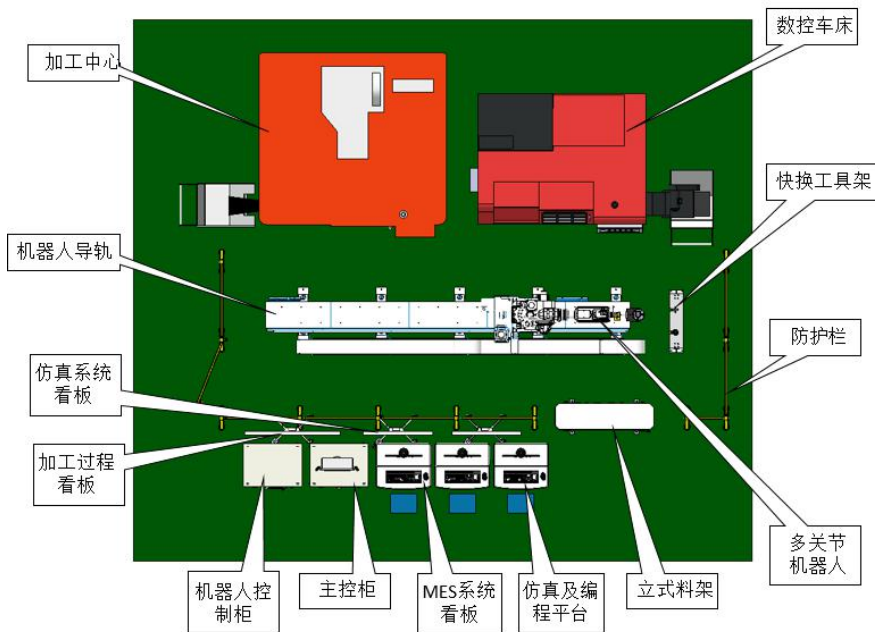 数控车床
加工中心
快换工具架
机器人导轨
防护栏
仿真系统
看板
加工过程
看板
多关节
机器人
机器人控
制柜
主控柜
MES系统
看板
仿真及编
程平台
立式料架